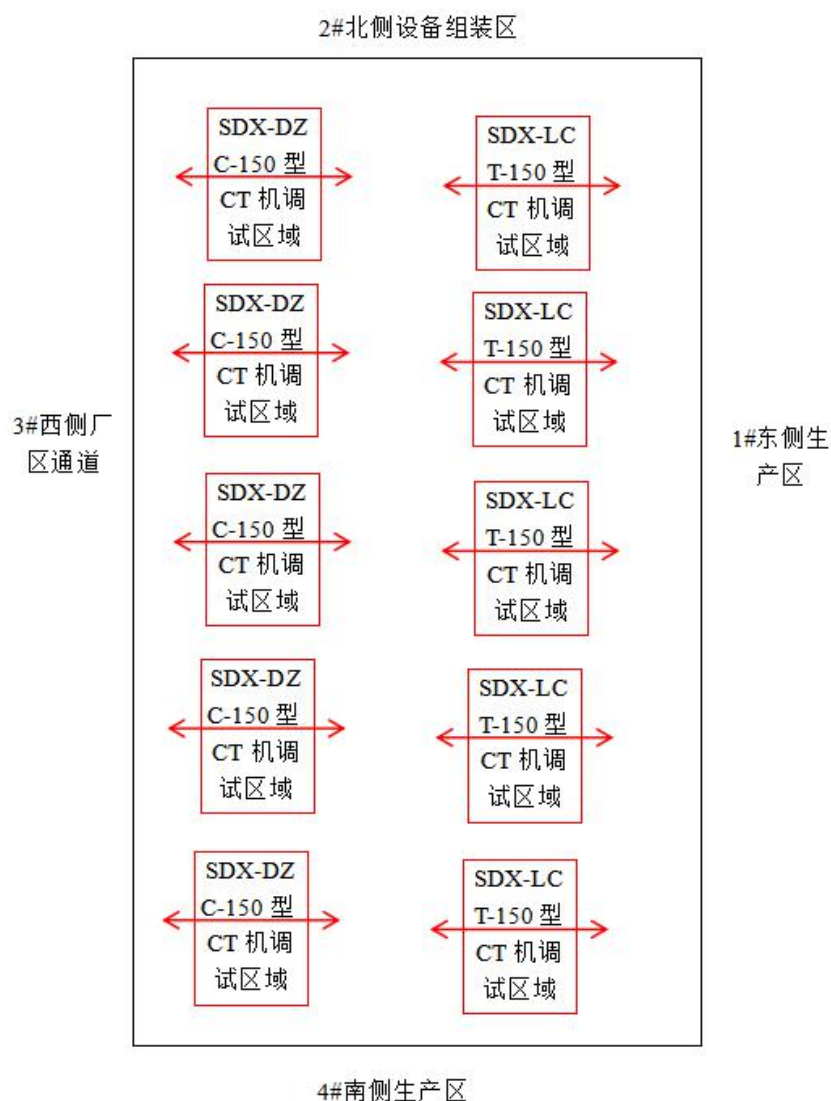 2#北侧设备组装区
SDX-DZ
C-150 型
CT 机调
试区域
SDX-LC
T-150 型
CT 机调
试区域
SDX-DZ
C-150 型
CT 机调
试区域
SDX-LC
T-150 型
CT 机调
试区域
3#西侧厂
区通道
1#东侧生
产区
SDX-DZ
C-150 型
CT 机调
试区域
SDX-LC
T-150 型
CT 机调
试区域
SDX-DZ
C-150 型
CT 机调
试区域
SDX-LC
T-150 型
CT 机调
试区域
SDX-DZ
C-150 型
CT 机调
试区域
SDX-LC
T-150 型
CT 机调
试区域
4#南侧生产区